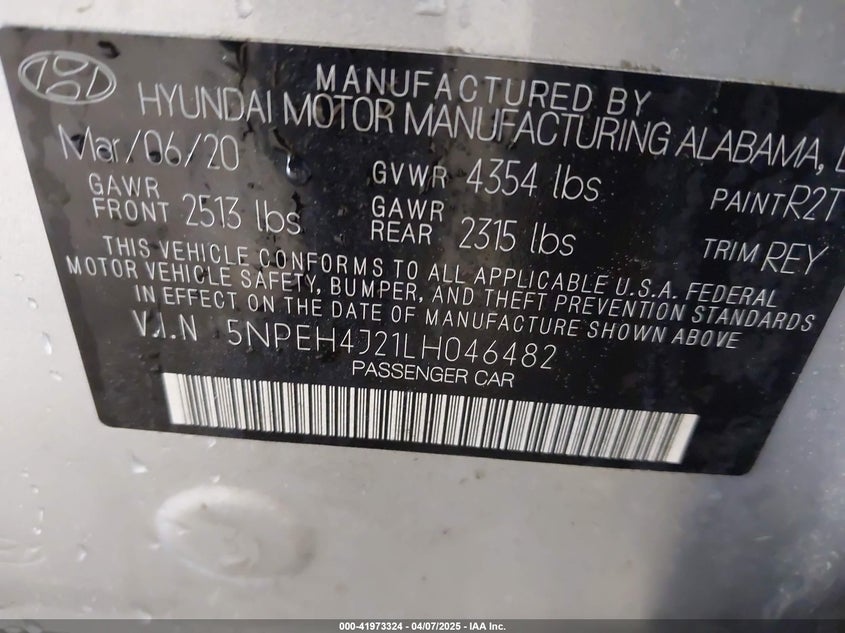 MANUFACTURED BY
HYUNDAI MOTOR MANUFACTURING ALABAMA,
Mar/06/20 GVWR 4354 lbs PAINT R2T
GAWR FRONT 2513 lbs GAWR REAR 2315 lbs TRIM REY
THIS VEHICLE CONFORMS TO ALL APPLICABLE U.S.A. FEDERAL
MOTOR VEHICLE SAFETY, BUMPER, AND THEFT PREVENTION STANDARDS
IN EFFECT ON THE DATE OF MANUFACTURE SHOWN ABOVE
V.I.N 5NPEH4J21LH046482
PASSENGER CAR
000-41973324 | 04/07/2025 - IAA Inc.